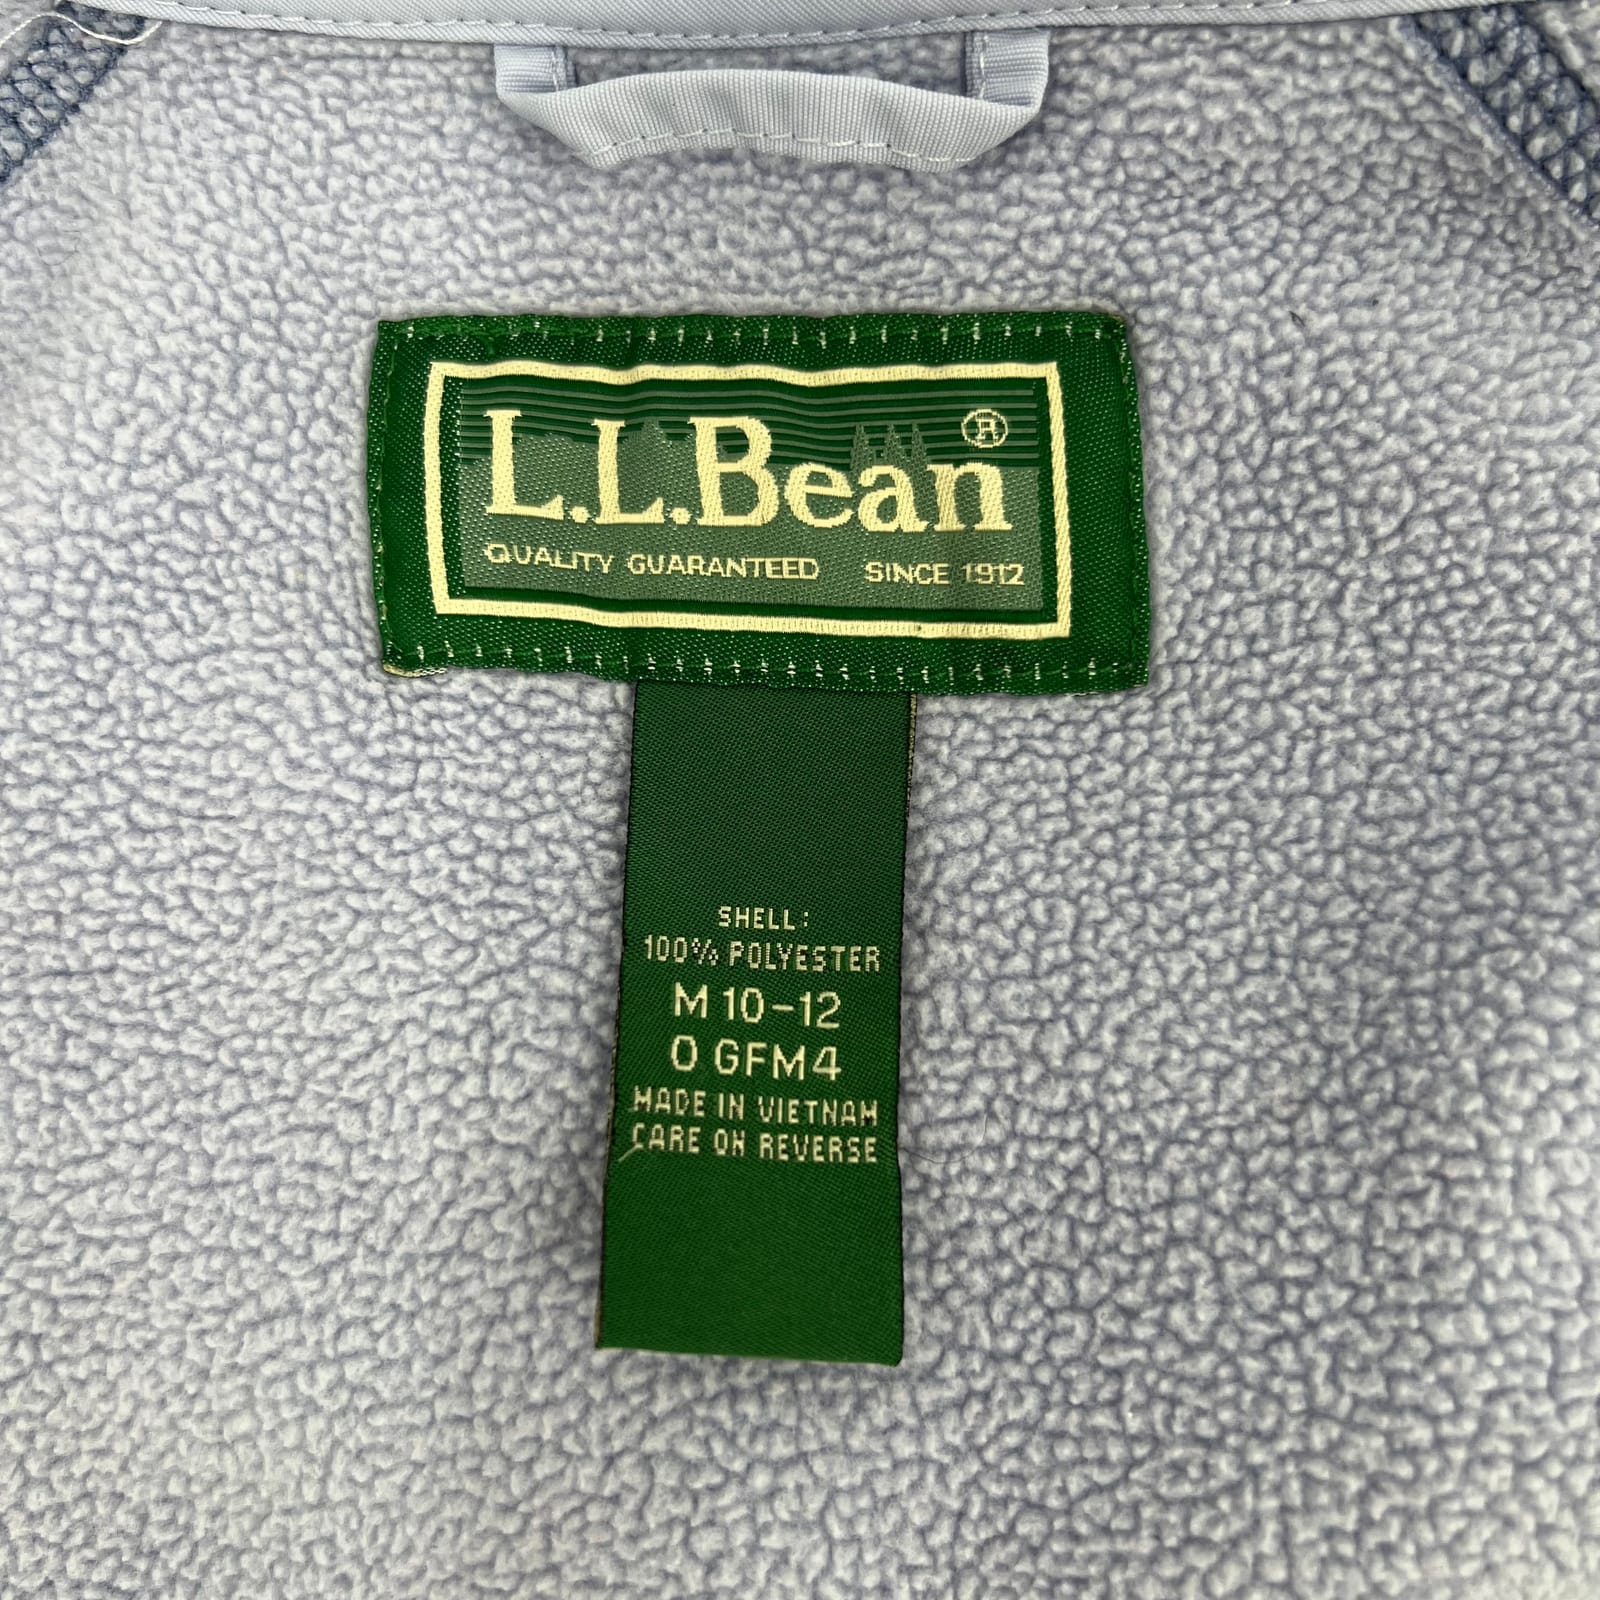 L.L.Bean®
QUALITY GUARANTEED SINCE 1912
SHELL:
100% POLYESTER
M 10-12
0 GFM4
MADE IN VIETNAM
CARE ON REVERSE